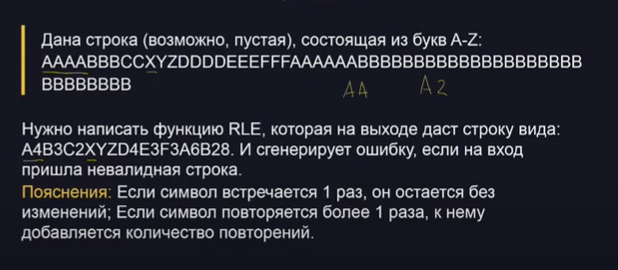 Дана строка (возможно, пустая), состоящая из букв A-Z:
AAAABBBCCXYZDDDDEEEFFFAAAAAABBBBBBBBBBBBBBBBBBBB
BBBBBBBB
A4 A2
Нужно написать функцию RLE, которая на выходе даст строку вида:
A4B3C2XYZD4E3F3A6B28. И сгенерирует ошибку, если на вход
пришла невалидная строка.
Пояснения: Если символ встречается 1 раз, он остается без
изменений; Если символ повторяется более 1 раза, к нему
добавляется количество повторений.